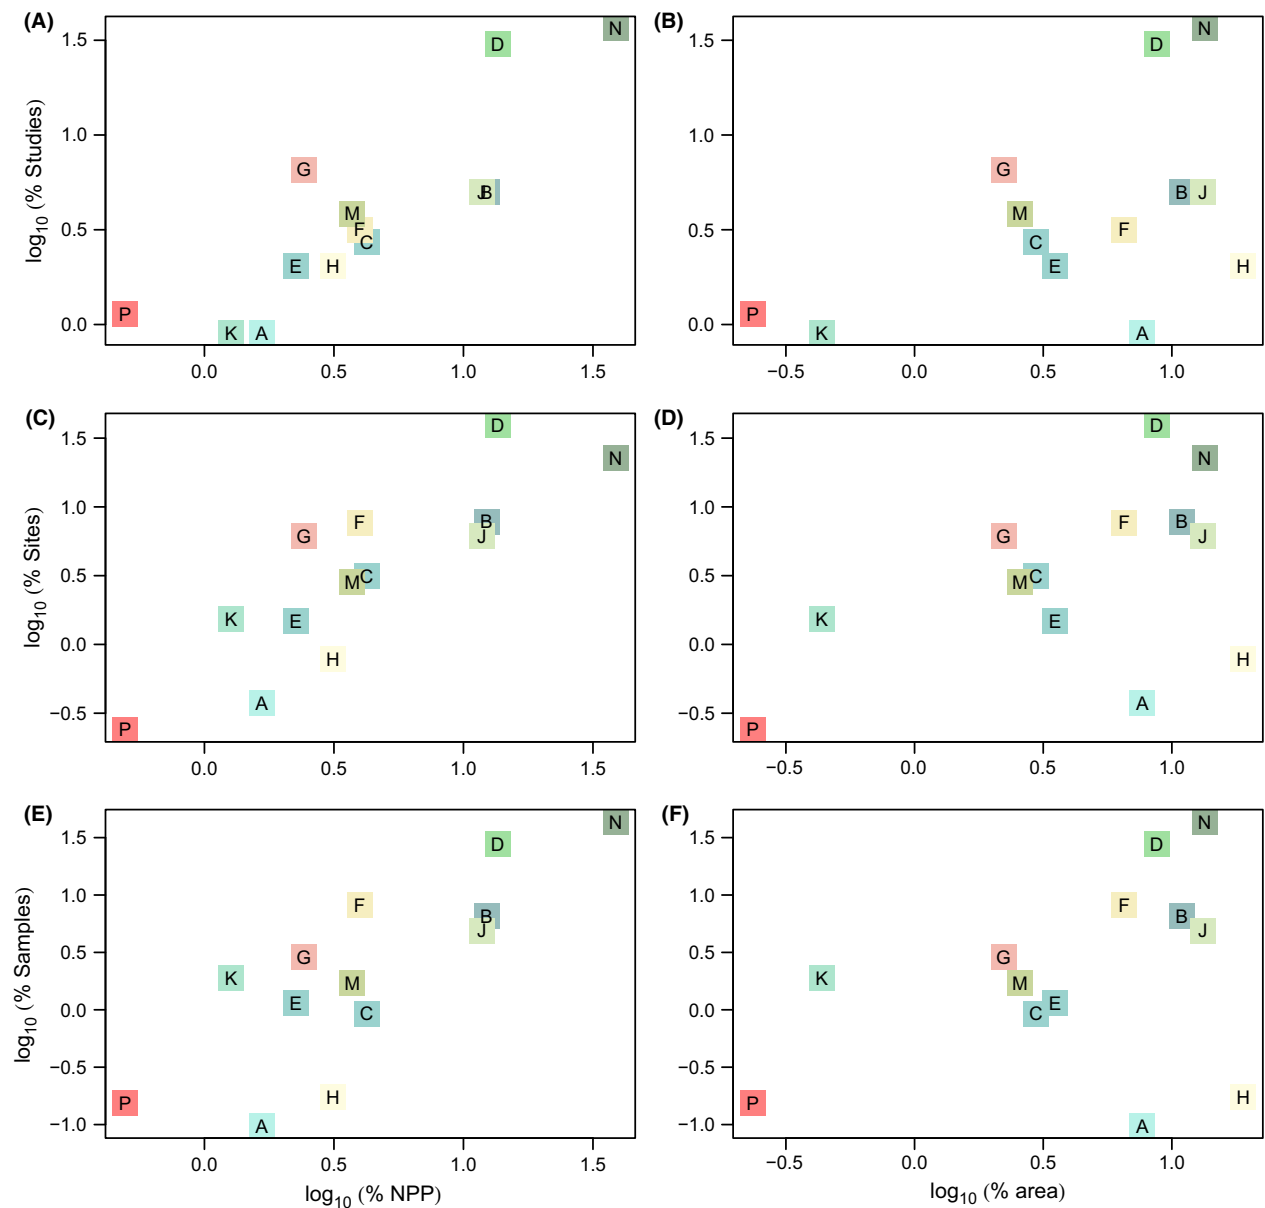 (A)
log10 (% Studies)
1.5
1.0
0.5
0.0
N
D
G
J B
M
F
C
E
H
P
K
A
0.0 0.5 1.0 1.5
(B)
1.5
1.0
0.5
0.0
N
D
G
B J
M
F
C
E
H
P
K
A
−0.5 0.0 0.5 1.0
(C)
log10 (% Sites)
1.5
1.0
0.5
0.0
−0.5
D
N
F
B
G
J
C
M
K
E
H
A
P
0.0 0.5 1.0 1.5
(D)
1.5
1.0
0.5
0.0
−0.5
D
N
F
B
G
J
C
M
K
E
H
A
P
−0.5 0.0 0.5 1.0
(E)
log10 (% Samples)
1.5
1.0
0.5
0.0
−0.5
−1.0
N
D
F
B
J
G
K
M
E
C
H
P
A
0.0 0.5 1.0 1.5
log10 (% NPP)
(F)
1.5
1.0
0.5
0.0
−0.5
−1.0
N
D
F
B
J
G
K
M
E
C
H
P
A
−0.5 0.0 0.5 1.0
log10 (% area)